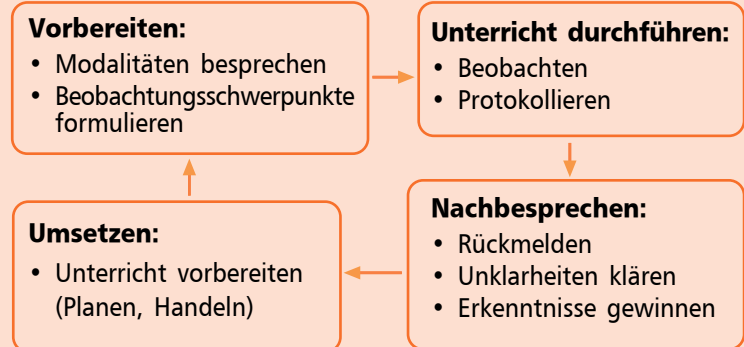 Vorbereiten:
• Modalitäten besprechen
• Beobachtungsschwerpunkte
formulieren
Unterricht durchführen:
• Beobachten
• Protokollieren
Nachbesprechen:
• Rückmelden
• Unklarheiten klären
• Erkenntnisse gewinnen
Umsetzen:
• Unterricht vorbereiten
(Planen, Handeln)